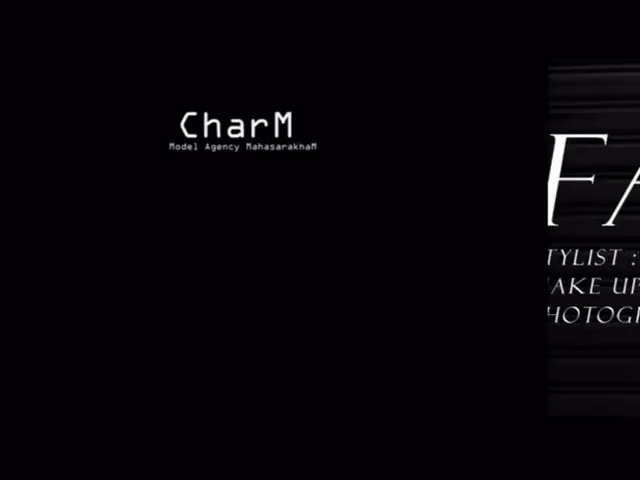 CharM
Model Agency MahasarakhaM
FA
TYLIST :
AKE UP
HOTOG